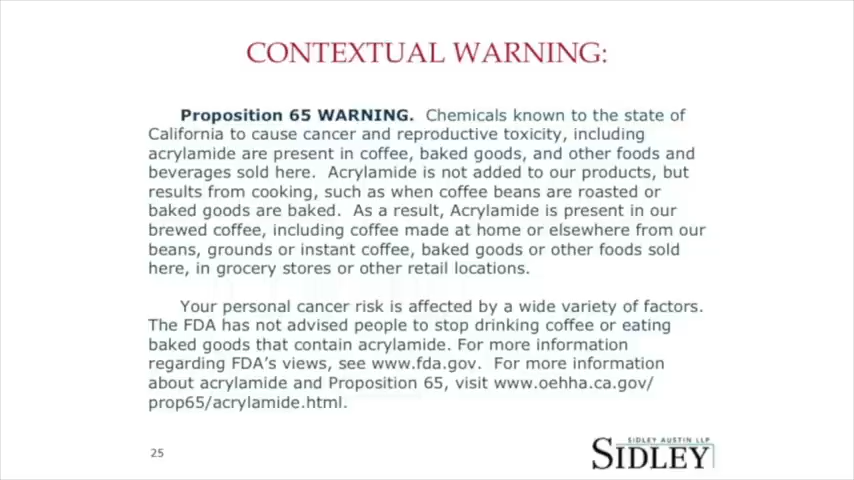 CONTEXTUAL WARNING:
Proposition 65 WARNING. Chemicals known to the state of
California to cause cancer and reproductive toxicity, including
acrylamide are present in coffee, baked goods, and other foods and
beverages sold here. Acrylamide is not added to our products, but
results from cooking, such as when coffee beans are roasted or
baked goods are baked. As a result, Acrylamide is present in our
brewed coffee, including coffee made at home or elsewhere from our
beans, grounds or instant coffee, baked goods or other foods sold
here, in grocery stores or other retail locations.
Your personal cancer risk is affected by a wide variety of factors.
The FDA has not advised people to stop drinking coffee or eating
baked goods that contain acrylamide. For more information
regarding FDA's views, see www.fda.gov. For more information
about acrylamide and Proposition 65, visit www.oehha.ca.gov/
prop65/acrylamide.html.
25
SIDLEY AUSTIN LLP
SIDLEY